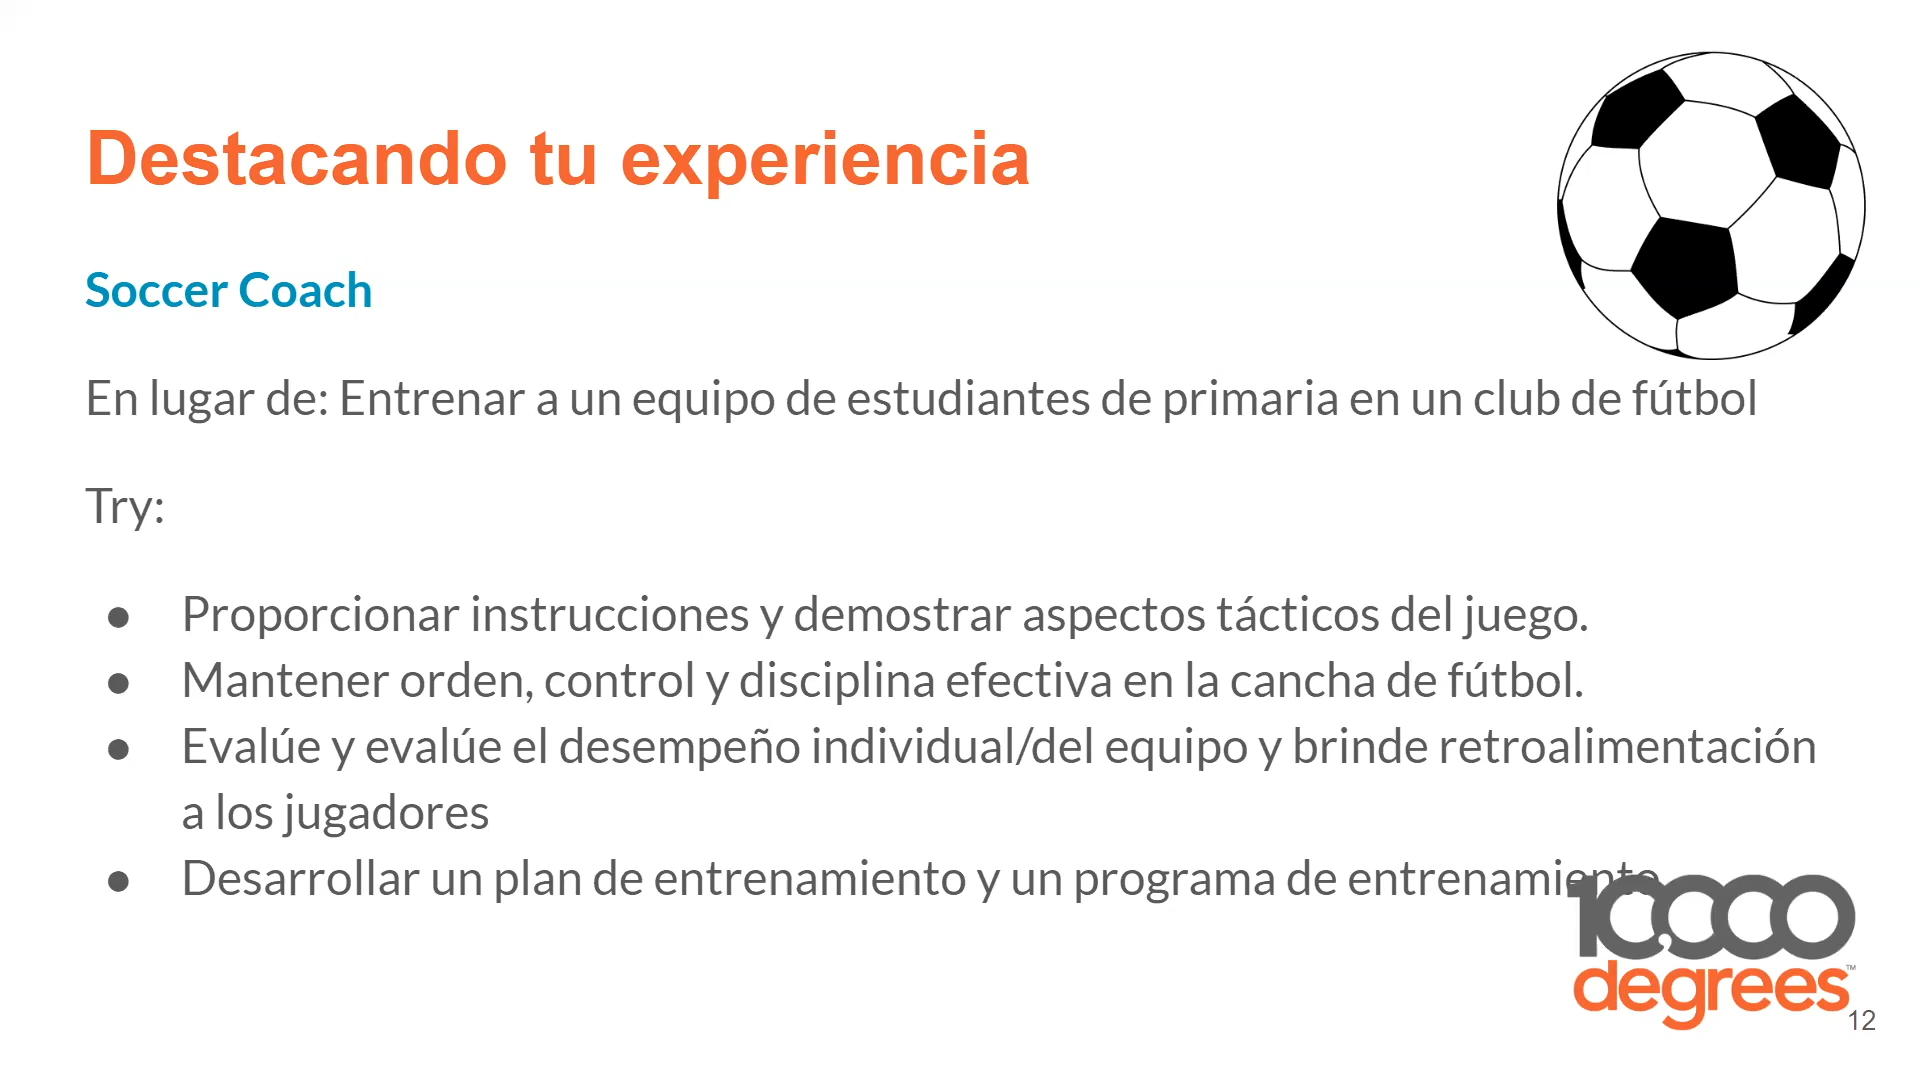 Destacando tu experiencia
Soccer Coach
En lugar de: Entrenar a un equipo de estudiantes de primaria en un club de fútbol
Try:
● Proporcionar instrucciones y demostrar aspectos tácticos del juego.
● Mantener orden, control y disciplina efectiva en la cancha de fútbol.
● Evalúe y evalúe el desempeño individual/del equipo y brinde retroalimentación
a los jugadores
● Desarrollar un plan de entrenamiento y un programa de entrenamiento
10,000
degrees™
12